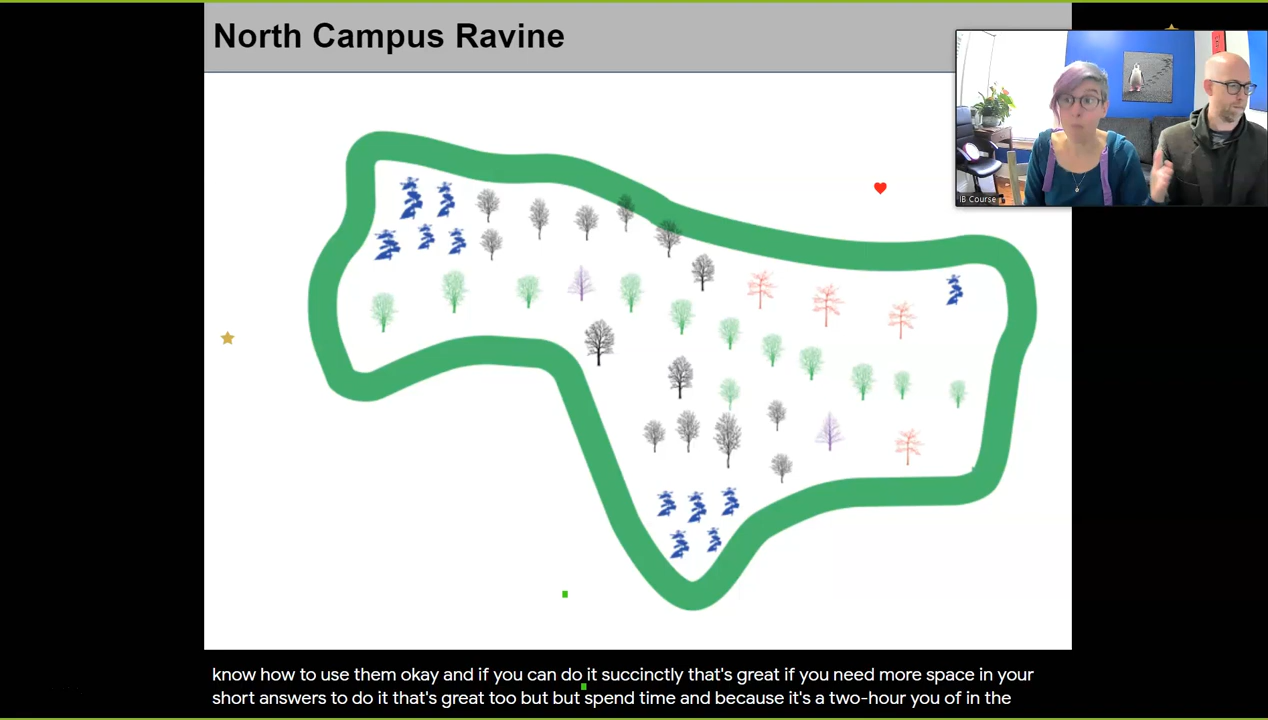 North Campus Ravine
IB Course
know how to use them okay and if you can do it succinctly that's great if you need more space in your
short answers to do it that's great too but but spend time and because it's a two-hour you of in the